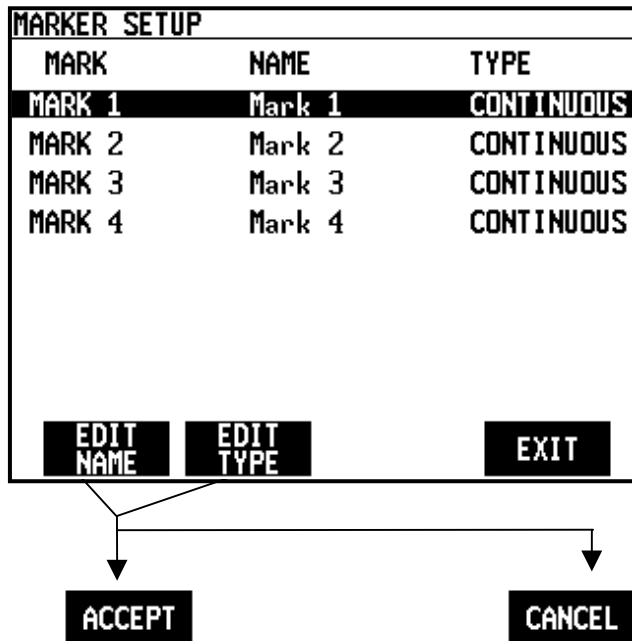 MARKER SETUP
MARK NAME TYPE
MARK 1 Mark 1 CONTINUOUS
MARK 2 Mark 2 CONTINUOUS
MARK 3 Mark 3 CONTINUOUS
MARK 4 Mark 4 CONTINUOUS
EDIT NAME
EDIT TYPE
EXIT
ACCEPT
CANCEL